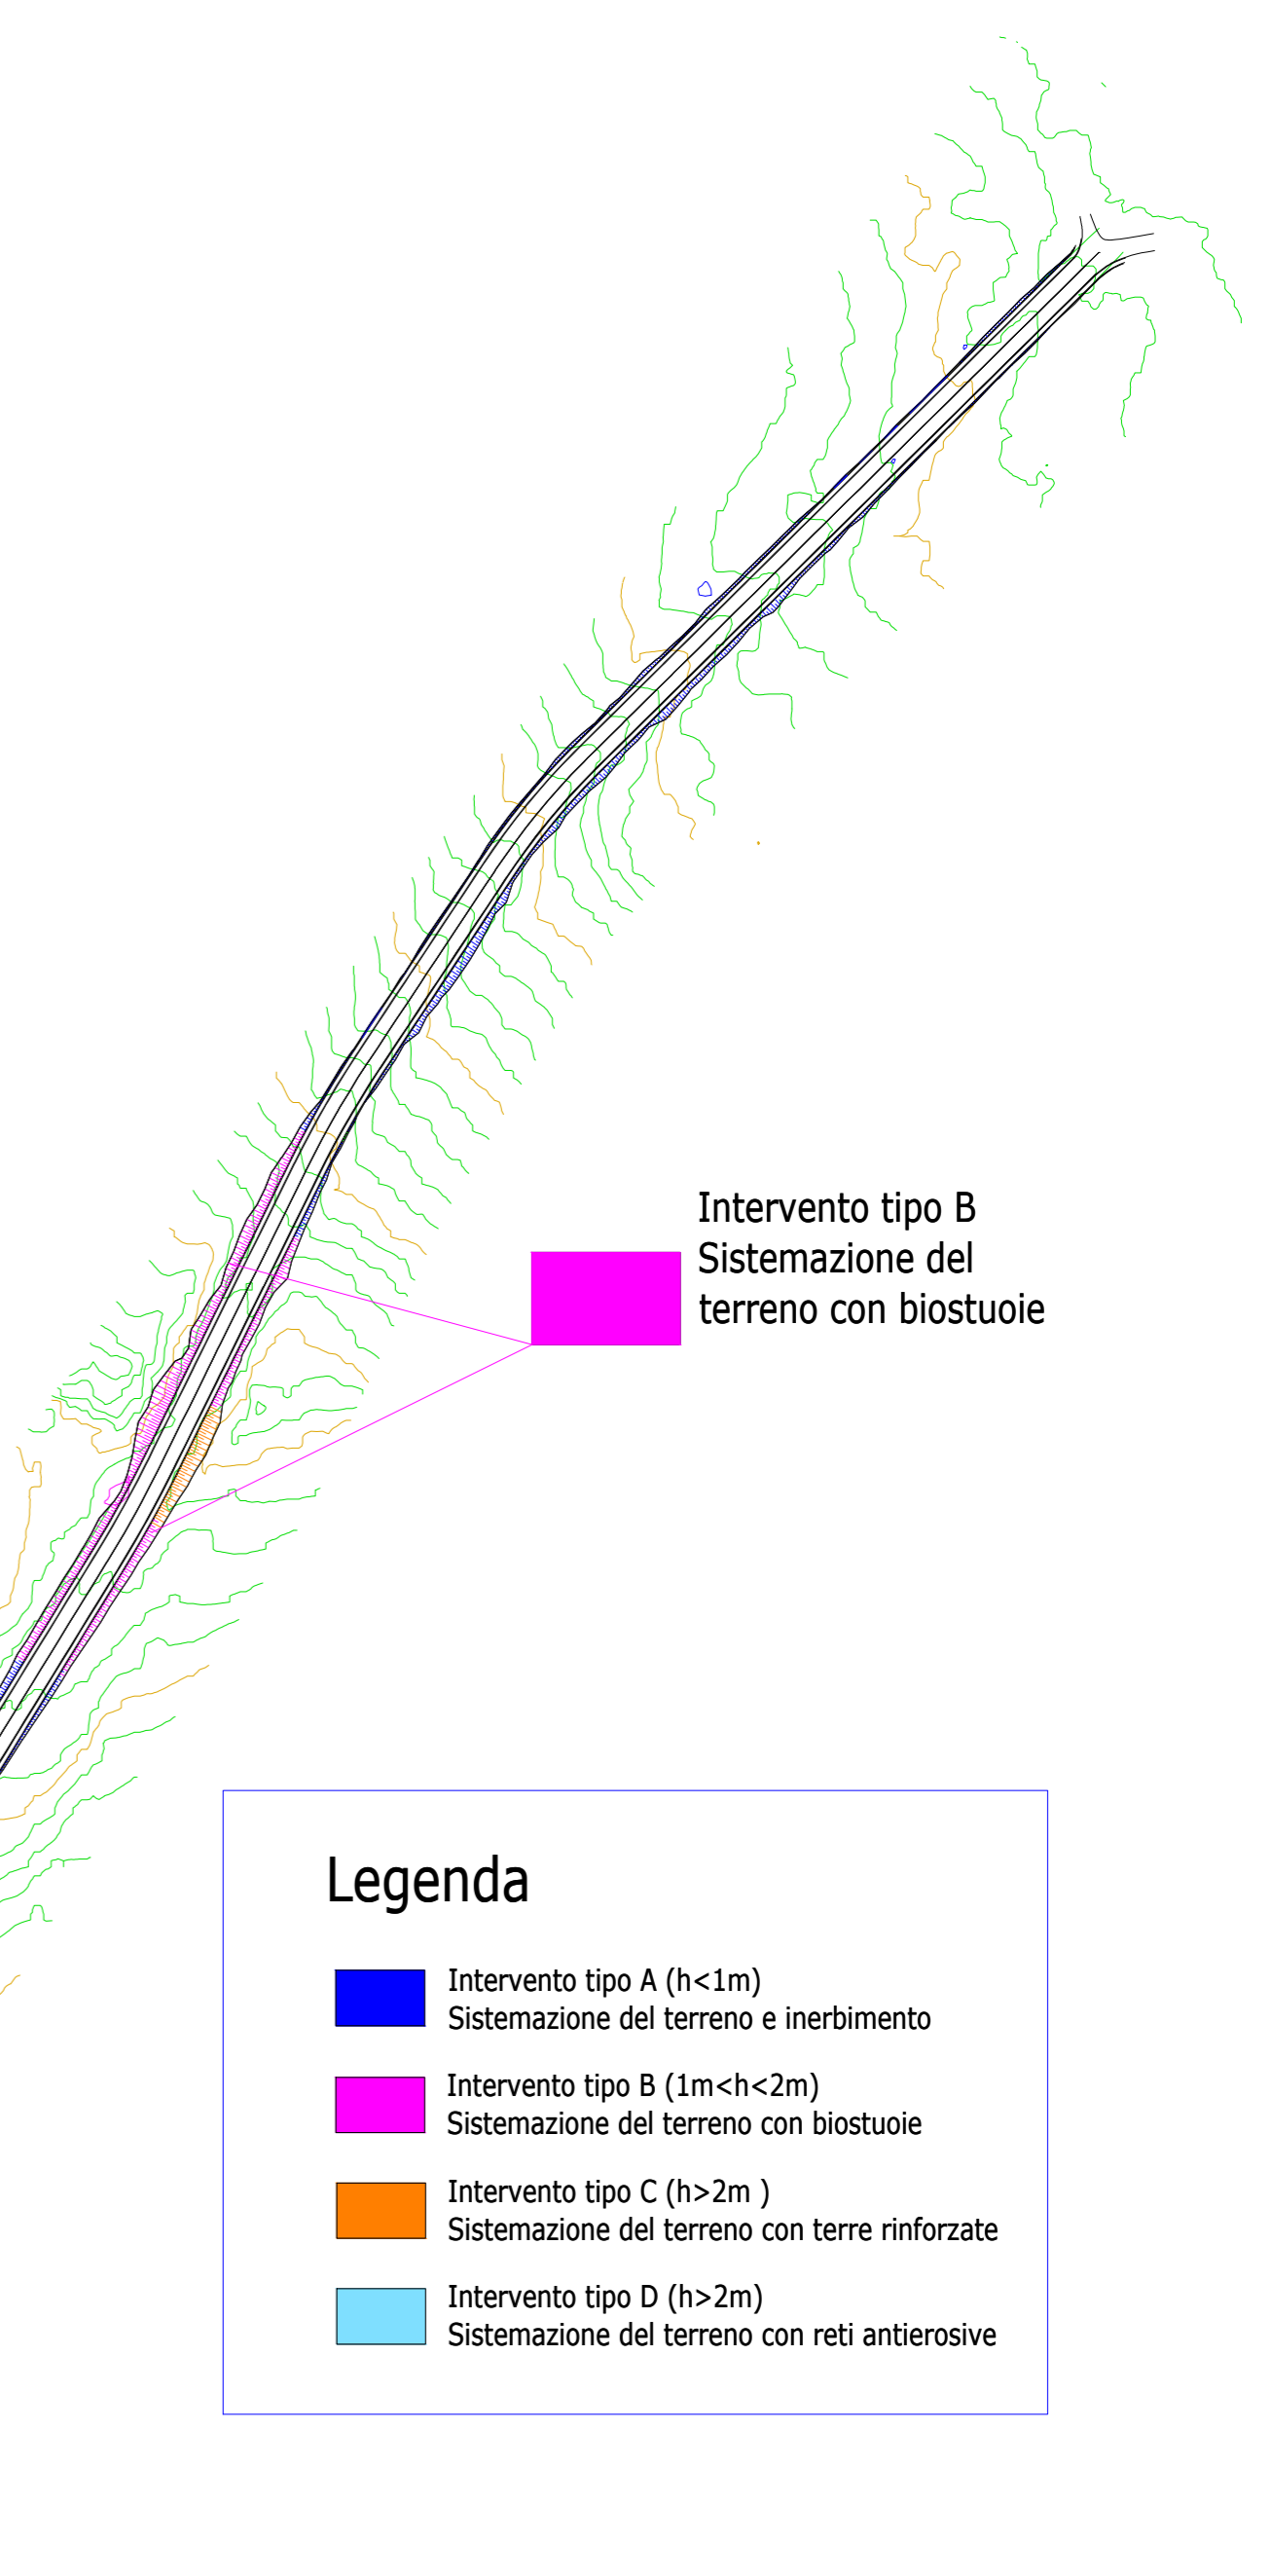 Intervento tipo B
Sistemazione del
terreno con biostuoie
Legenda
Intervento tipo A (h<1m)
Sistemazione del terreno e inerbimento
Intervento tipo B (1m<h<2m)
Sistemazione del terreno con biostuoie
Intervento tipo C (h>2m )
Sistemazione del terreno con terre rinforzate
Intervento tipo D (h>2m)
Sistemazione del terreno con reti antierosive